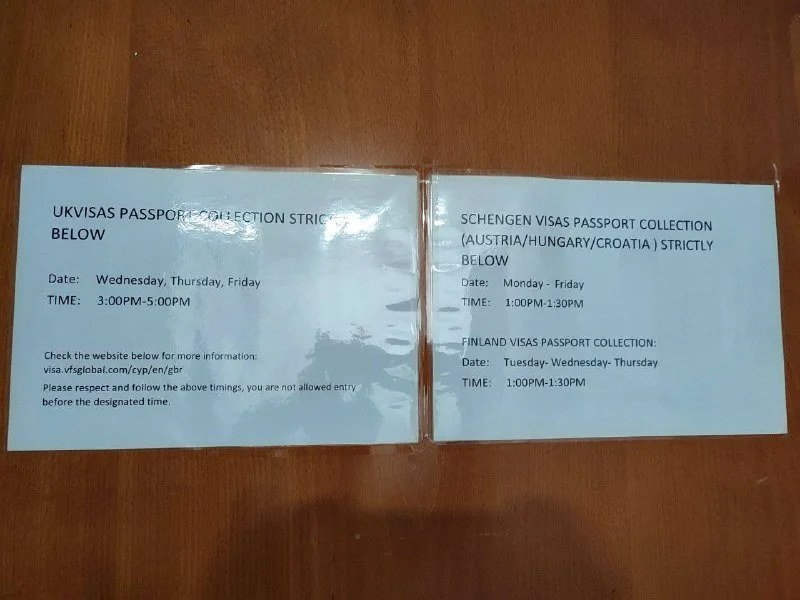 UKVISAS PASSPORT COLLECTION STRICTLY
BELOW
Date: Wednesday, Thursday, Friday
TIME: 3:00PM-5:00PM
Check the website below for more information:
visa.vfsglobal.com/cyp/en/gbr
Please respect and follow the above timings, you are not allowed entry
before the designated time.
SCHENGEN VISAS PASSPORT COLLECTION
(AUSTRIA/HUNGARY/CROATIA ) STRICTLY
BELOW
Date: Monday - Friday
TIME: 1:00PM-1:30PM
FINLAND VISAS PASSPORT COLLECTION:
Date: Tuesday- Wednesday- Thursday
TIME: 1:00PM-1:30PM